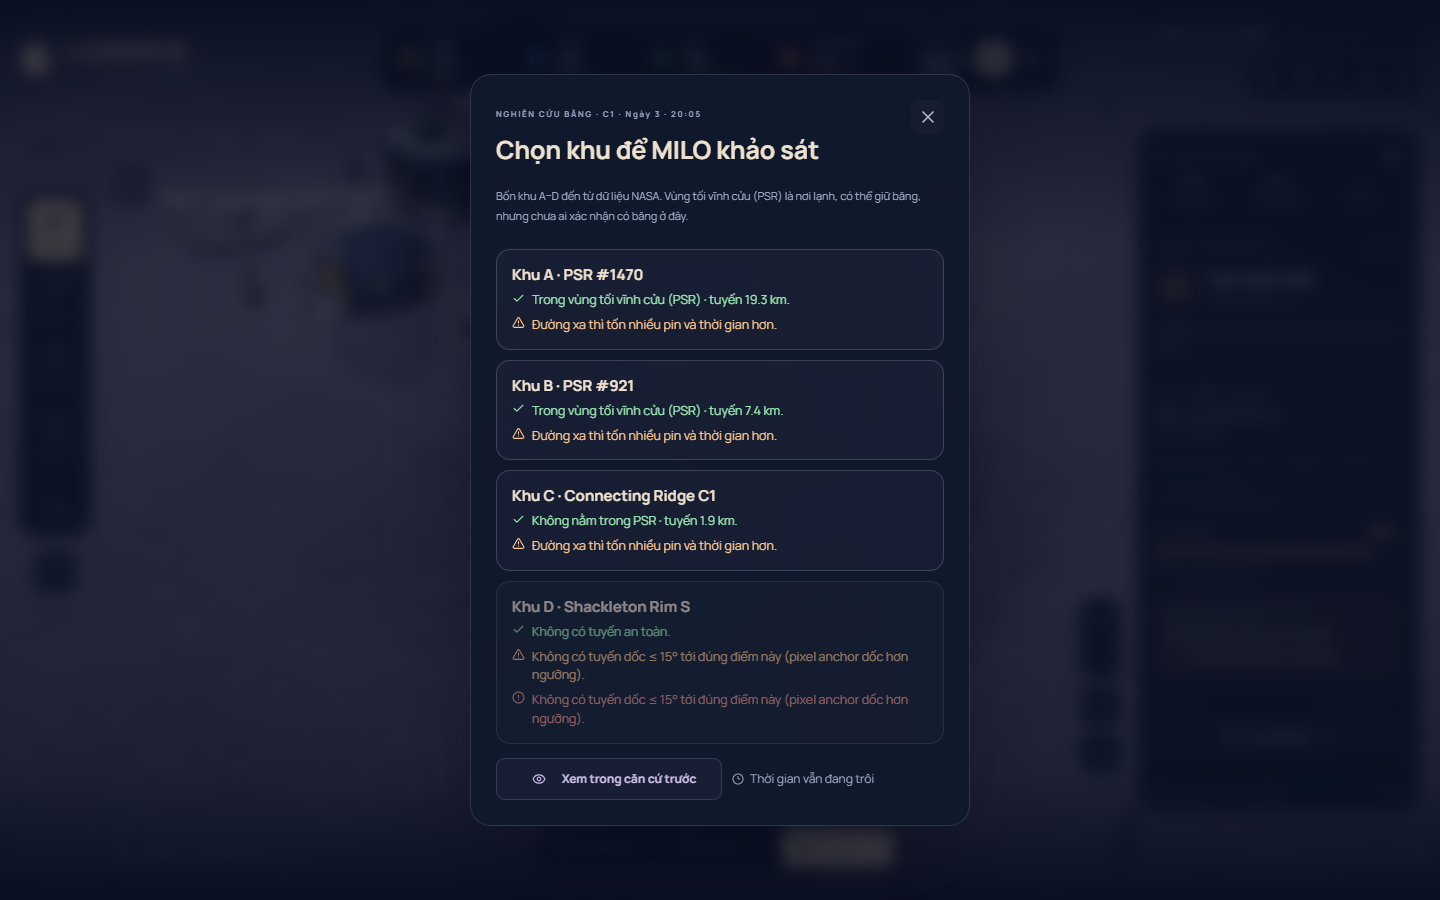 NGHIÊN CỨU BĂNG · C1 · Ngày 3 · 20:05
Chọn khu để MILO khảo sát
Bốn khu A–D đến từ dữ liệu NASA. Vùng tối vĩnh cửu (PSR) là nơi lạnh, có thể giữ băng,
nhưng chưa ai xác nhận có băng ở đây.
Khu A · PSR #1470
Trong vùng tối vĩnh cửu (PSR) · tuyến 19.3 km.
Đường xa thì tốn nhiều pin và thời gian hơn.
Khu B · PSR #921
Trong vùng tối vĩnh cửu (PSR) · tuyến 7.4 km.
Đường xa thì tốn nhiều pin và thời gian hơn.
Khu C · Connecting Ridge C1
Không nằm trong PSR · tuyến 1.9 km.
Đường xa thì tốn nhiều pin và thời gian hơn.
Khu D · Shackleton Rim S
Không có tuyến an toàn.
Không có tuyến dốc ≤ 15° tới đúng điểm này (pixel anchor dốc hơn
ngưỡng).
Không có tuyến dốc ≤ 15° tới đúng điểm này (pixel anchor dốc hơn
ngưỡng).
Xem trong căn cứ trước
Thời gian vẫn đang trôi